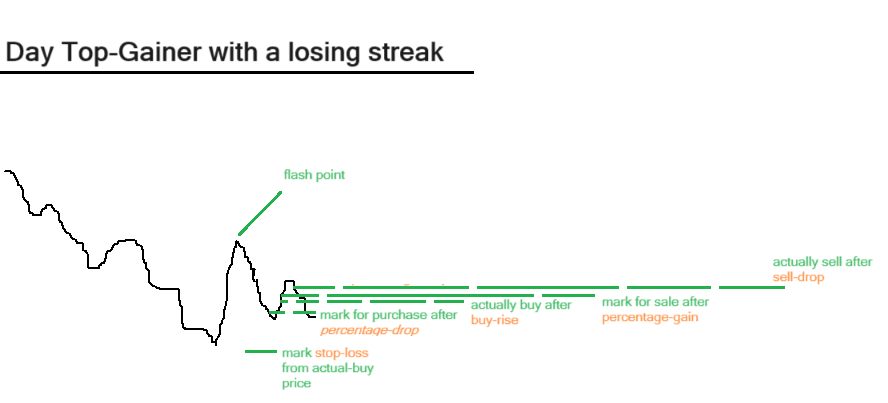 Day Top-Gainer with a losing streak
flash point
actually sell after
sell-drop
mark for sale after
percentage-gain
actually buy after
buy-rise
mark for purchase after
percentage-drop
mark stop-loss
from actual-buy
price